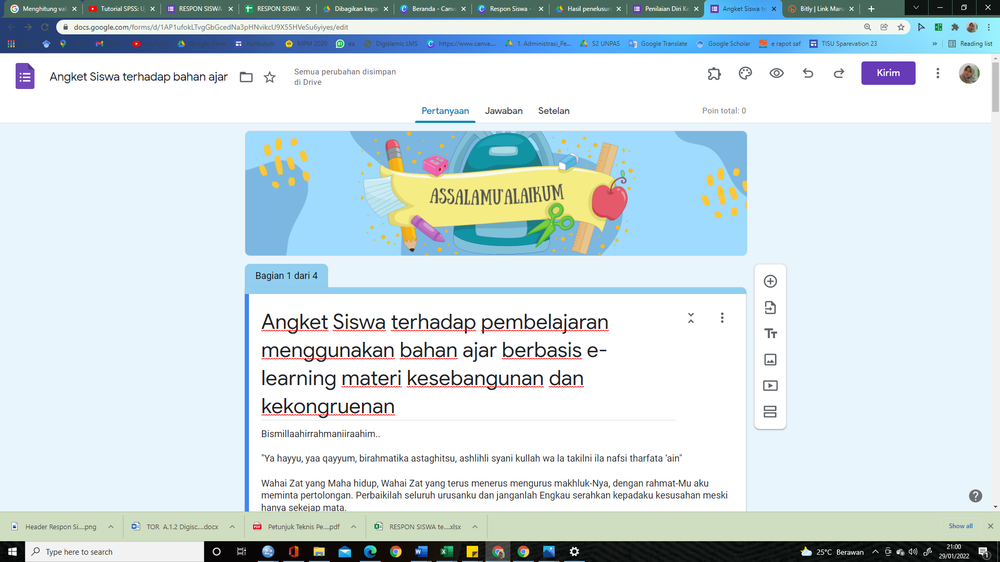 Menghitung vali
Tutorial SPSS: U
RESPON SISWA
RESPON SISWA
Dibagikan kepa
Beranda - Canva
Respon Siswa -
Hasil penelusura
Penilaian Diri Ke
Angket Siswa te
Bitly | Link Mana
docs.google.com/forms/d/1AP1ufokLTvgGbGcedNa3pHNvikcU9X55HVeSu6yiyes/edit
YouTube
Google Drive
Kurikulum
MPM 2020
ea
Digislamic LMS
https://www.canva....
1. Administrasi_Pe...
S2 UNPAS
Google Translate
Google Scholar
e rapot saf
TISU Sparevation 23
»
Reading list
Angket Siswa terhadap bahan ajar
Semua perubahan disimpan
di Drive
Kirim
Pertanyaan
Jawaban
Setelan
Poin total: 0
ASSALAMU'ALAIKUM
Bagian 1 dari 4
Angket Siswa terhadap pembelajaran
menggunakan bahan ajar berbasis e-
learning materi kesebangunan dan
kekongruenan
Bismillaahirrahmaniiraahim..
"Ya hayyu, yaa qayyum, birahmatika astaghitsu, ashlihli syani kullah wa la takilni ila nafsi tharfata ‘ain"
Wahai Zat yang Maha hidup, Wahai Zat yang terus menerus mengurus makhluk-Nya, dengan rahmat-Mu aku
meminta pertolongan. Perbaikilah seluruh urusanku dan janganlah Engkau serahkan kepadaku kesusahan meski
hanya sekejap mata.
Header Respon Si....png
TOR A.1.2 Digisc....docx
Petunjuk Teknis Pe....pdf
RESPON SISWA te....xlsx
Show all
Type here to search
25°C Berawan
21:00
29/01/2022
1